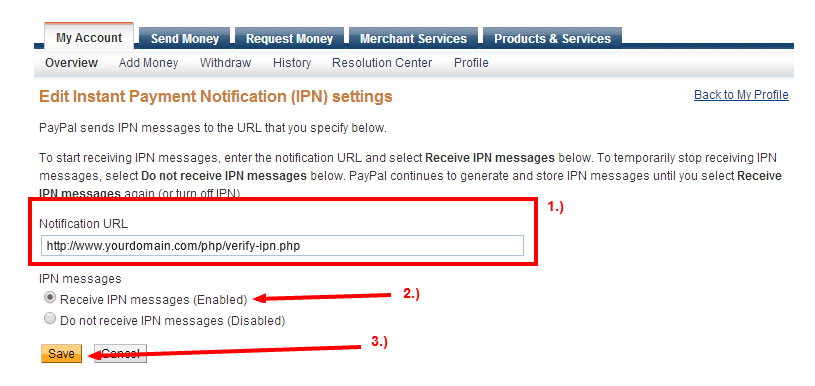 My Account Send Money Request Money Merchant Services Products & Services
Overview Add Money Withdraw History Resolution Center Profile
Edit Instant Payment Notification (IPN) settings Back to My Profile
PayPal sends IPN messages to the URL that you specify below.
To start receiving IPN messages, enter the notification URL and select Receive IPN messages below. To temporarily stop receiving IPN
messages, select Do not receive IPN messages below. PayPal continues to generate and store IPN messages until you select Receive
IPN messages again (or turn off IPN)
1.)
Notification URL
http://www.yourdomain.com/php/verify-ipn.php
IPN messages
Receive IPN messages (Enabled) 2.)
Do not receive IPN messages (Disabled)
Save Cancel 3.)